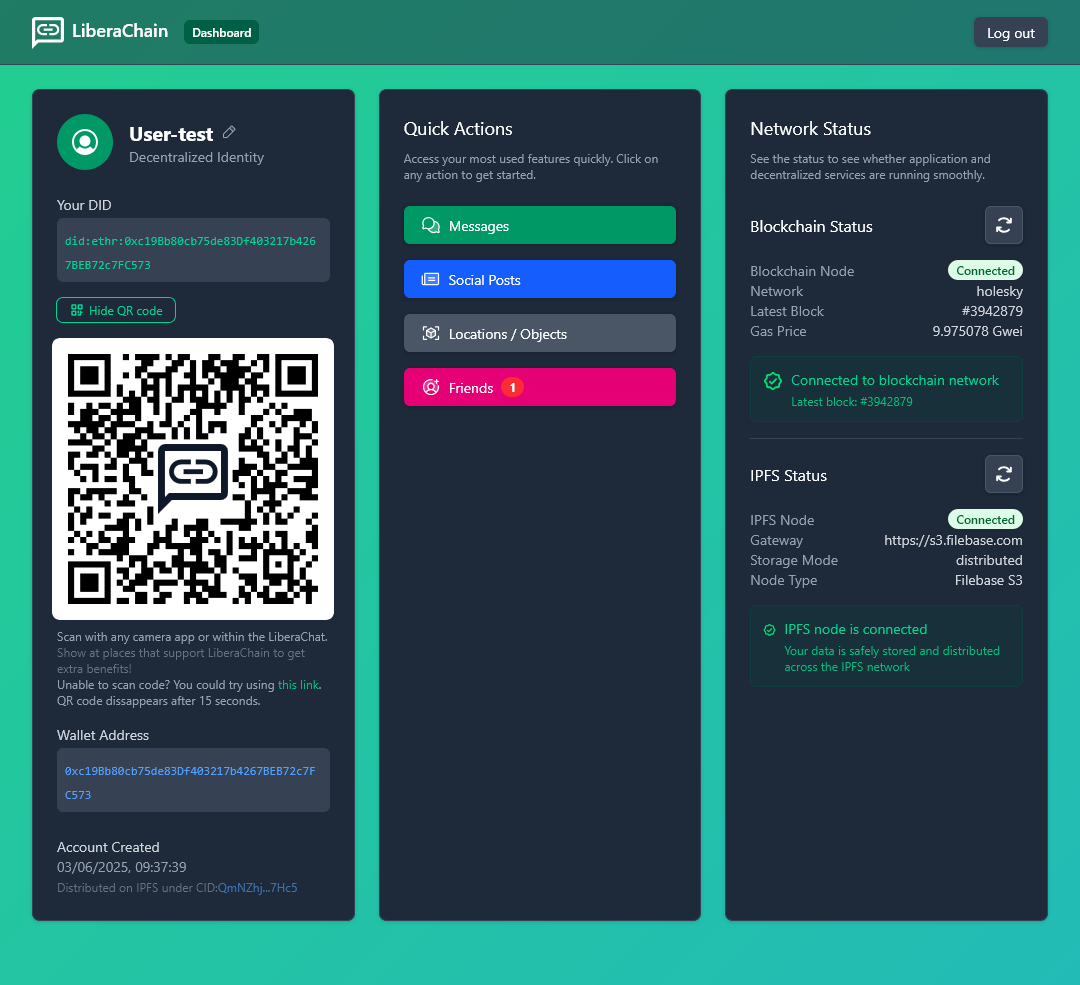 LiberaChain
Dashboard
Log out
User-test
Decentralized Identity
Your DID
did:ethr:0xc19Bb80cb75de83Df403217b426
7BEB72c7FC573
Hide QR code
Scan with any camera app or within the LiberaChat.
Show at places that support LiberaChain to get
extra benefits!
Unable to scan code? You could try using this link.
QR code dissappears after 15 seconds.
Wallet Address
0xc19Bb80cb75de83Df403217b4267BEB72c7F
C573
Account Created
03/06/2025, 09:37:39
Distributed on IPFS under CID:QmNZhj...7Hc5
Quick Actions
Access your most used features quickly. Click on
any action to get started.
Messages
Social Posts
Locations / Objects
Friends 1
Network Status
See the status to see whether application and
decentralized services are running smoothly.
Blockchain Status
Blockchain Node Connected
Network holesky
Latest Block #3942879
Gas Price 9.975078 Gwei
Connected to blockchain network
Latest block: #3942879
IPFS Status
IPFS Node Connected
Gateway https://s3.filebase.com
Storage Mode distributed
Node Type Filebase S3
IPFS node is connected
Your data is safely stored and distributed
across the IPFS network